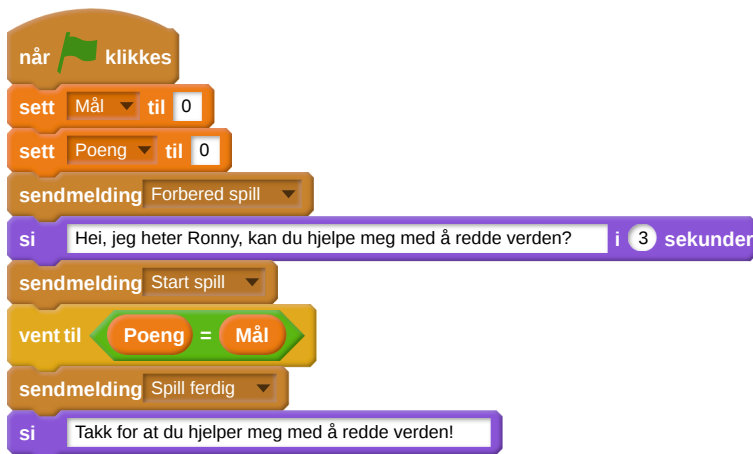 når klikkes
sett Mål til 0
sett Poeng til 0
sendmelding Forbered spill
si Hei, jeg heter Ronny, kan du hjelpe meg med å redde verden? i 3 sekunder
sendmelding Start spill
vent til Poeng = Mål
sendmelding Spill ferdig
si Takk for at du hjelper meg med å redde verden!